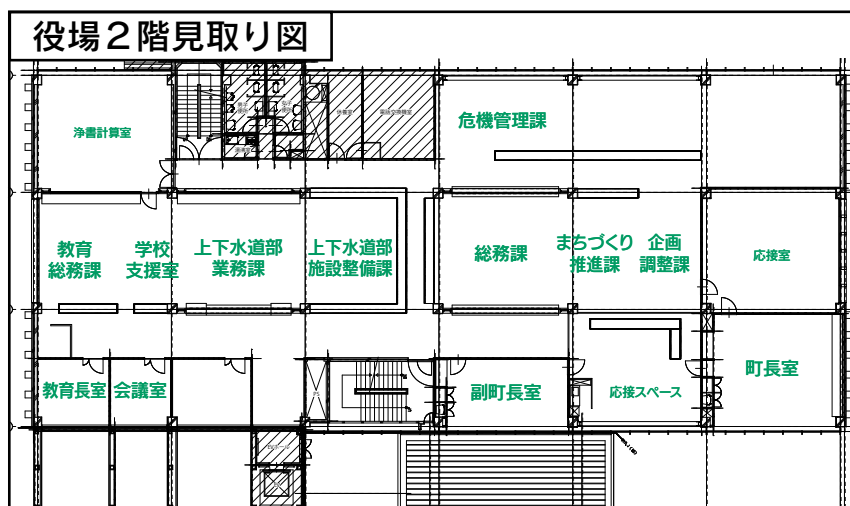 役場２階見取り図
浄書計算室
危機管理課
教育
総務課
学校
支援室
上下水道部
業務課
上下水道部
施設整備課
総務課
まちづくり
推進課
企画
調整課
応接室
教育長室
会議室
副町長室
応接スペース
町長室